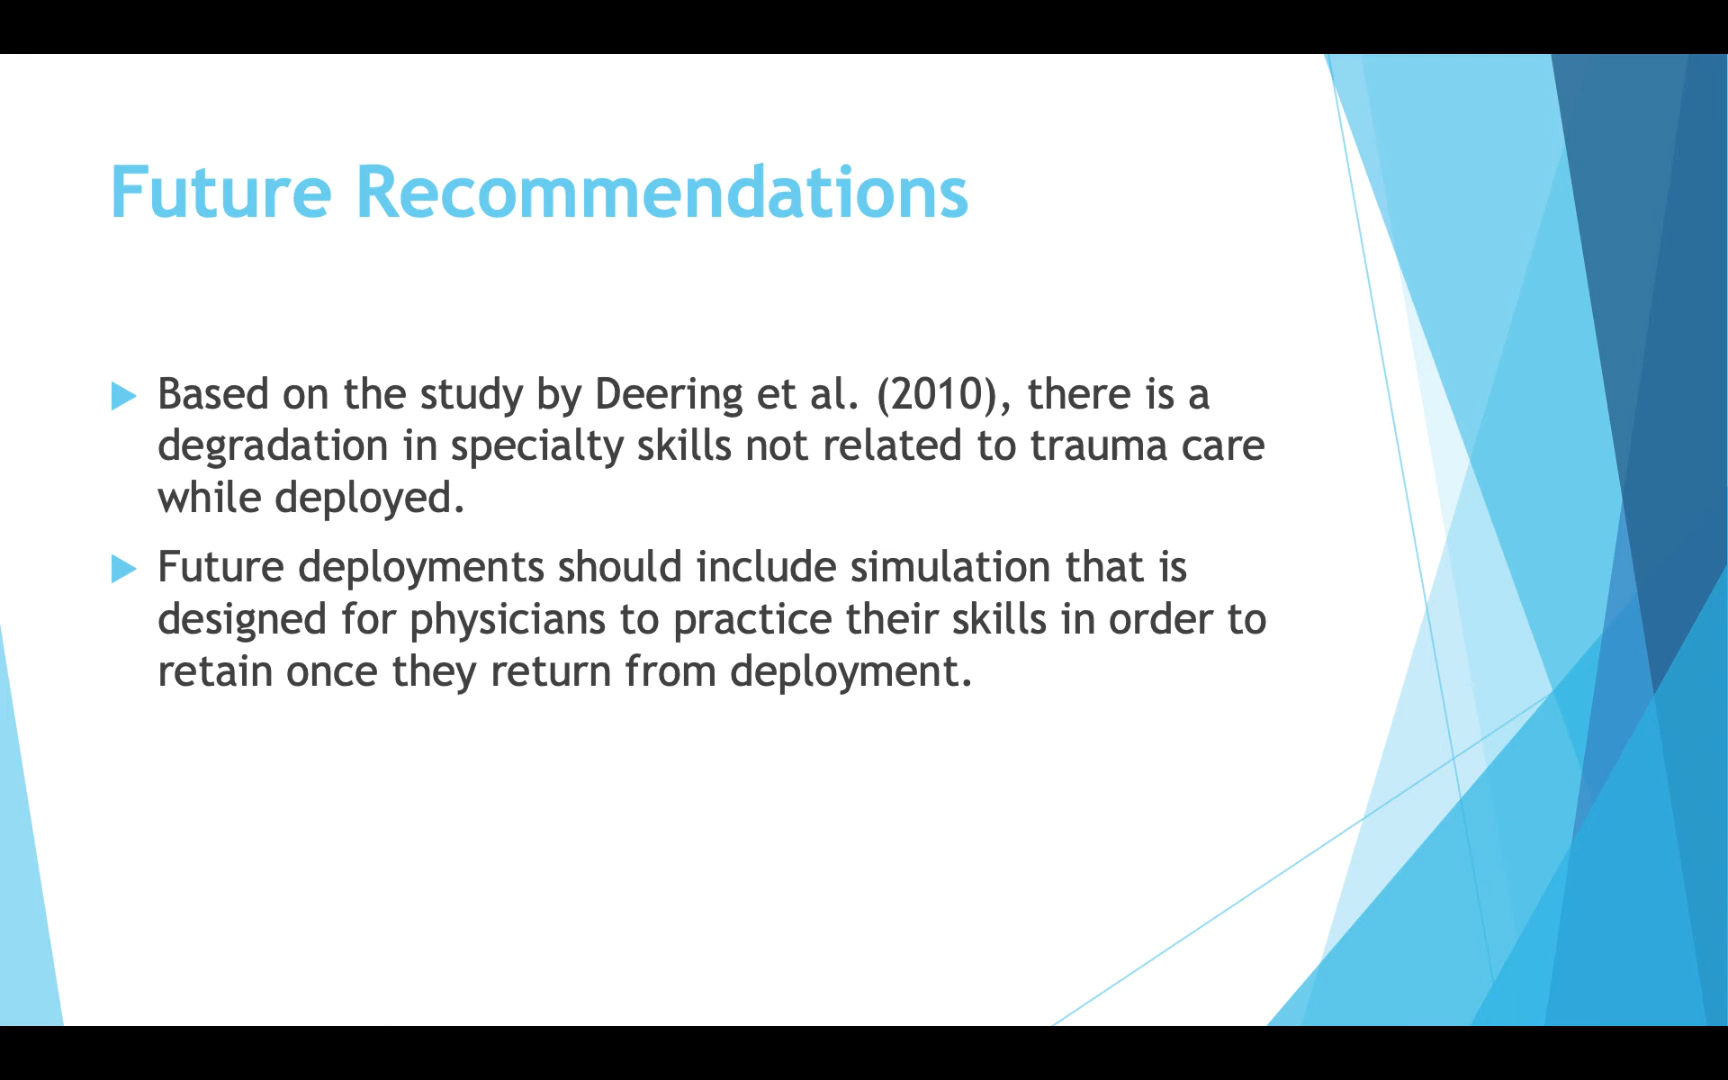 Future Recommendations
Based on the study by Deering et al. (2010), there is a
degradation in specialty skills not related to trauma care
while deployed.
Future deployments should include simulation that is
designed for physicians to practice their skills in order to
retain once they return from deployment.